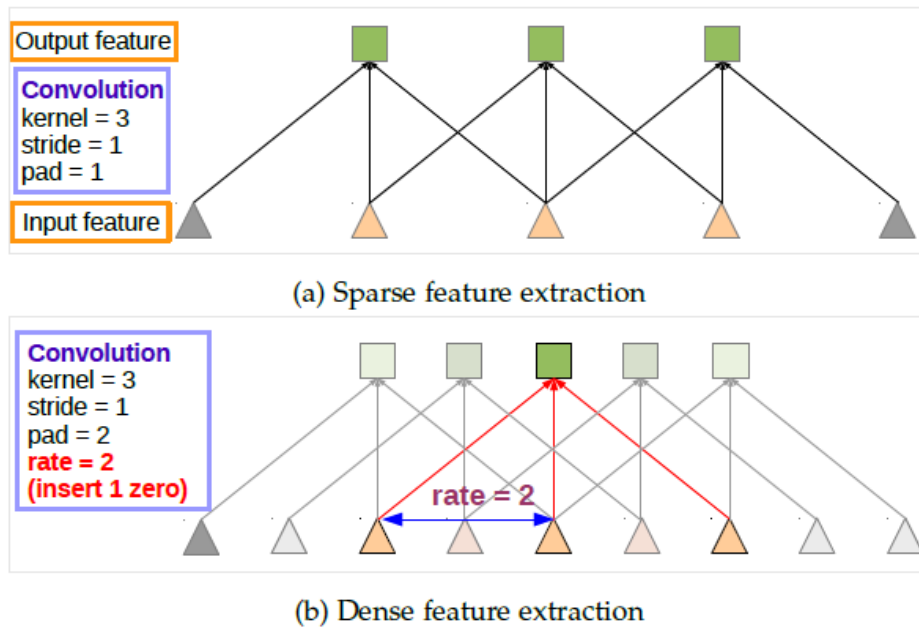 Output feature
Convolution
kernel = 3
stride = 1
pad = 1
Input feature
(a) Sparse feature extraction
Convolution
kernel = 3
stride = 1
pad = 2
rate = 2
(insert 1 zero)
rate = 2
(b) Dense feature extraction